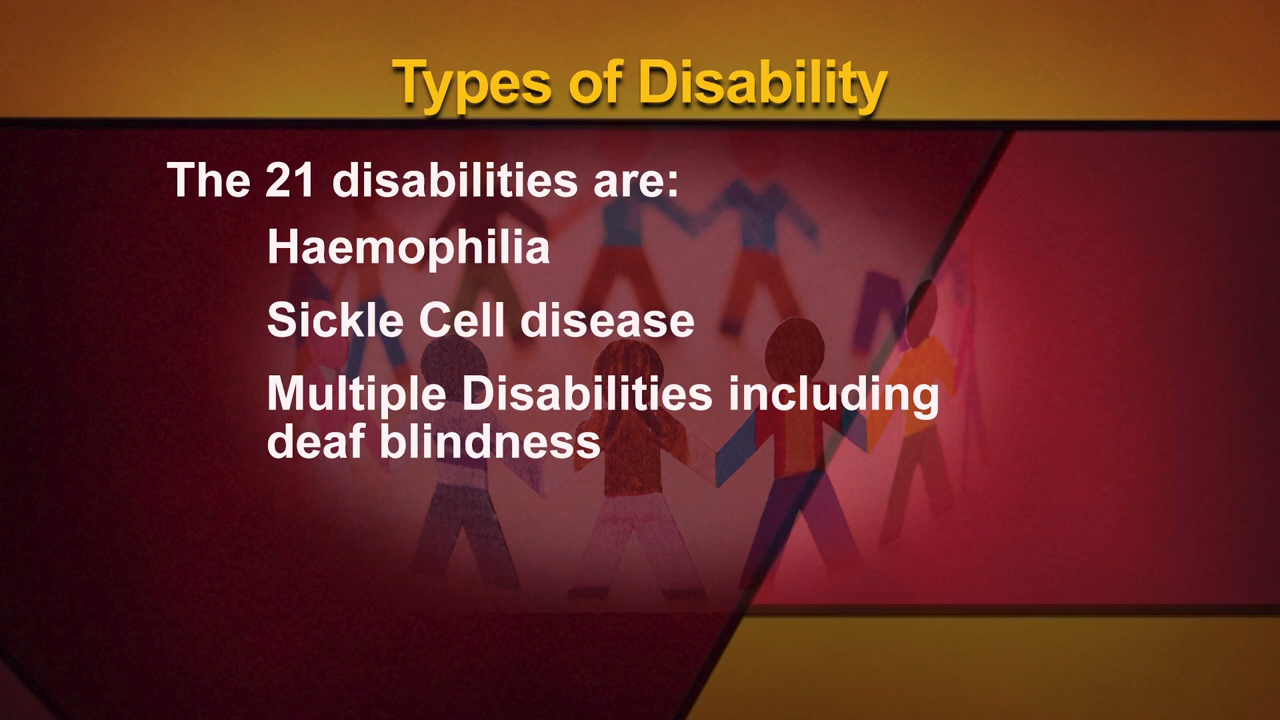 Types of Disability
The 21 disabilities are:
Haemophilia
Sickle Cell disease
Multiple Disabilities including
deaf blindness